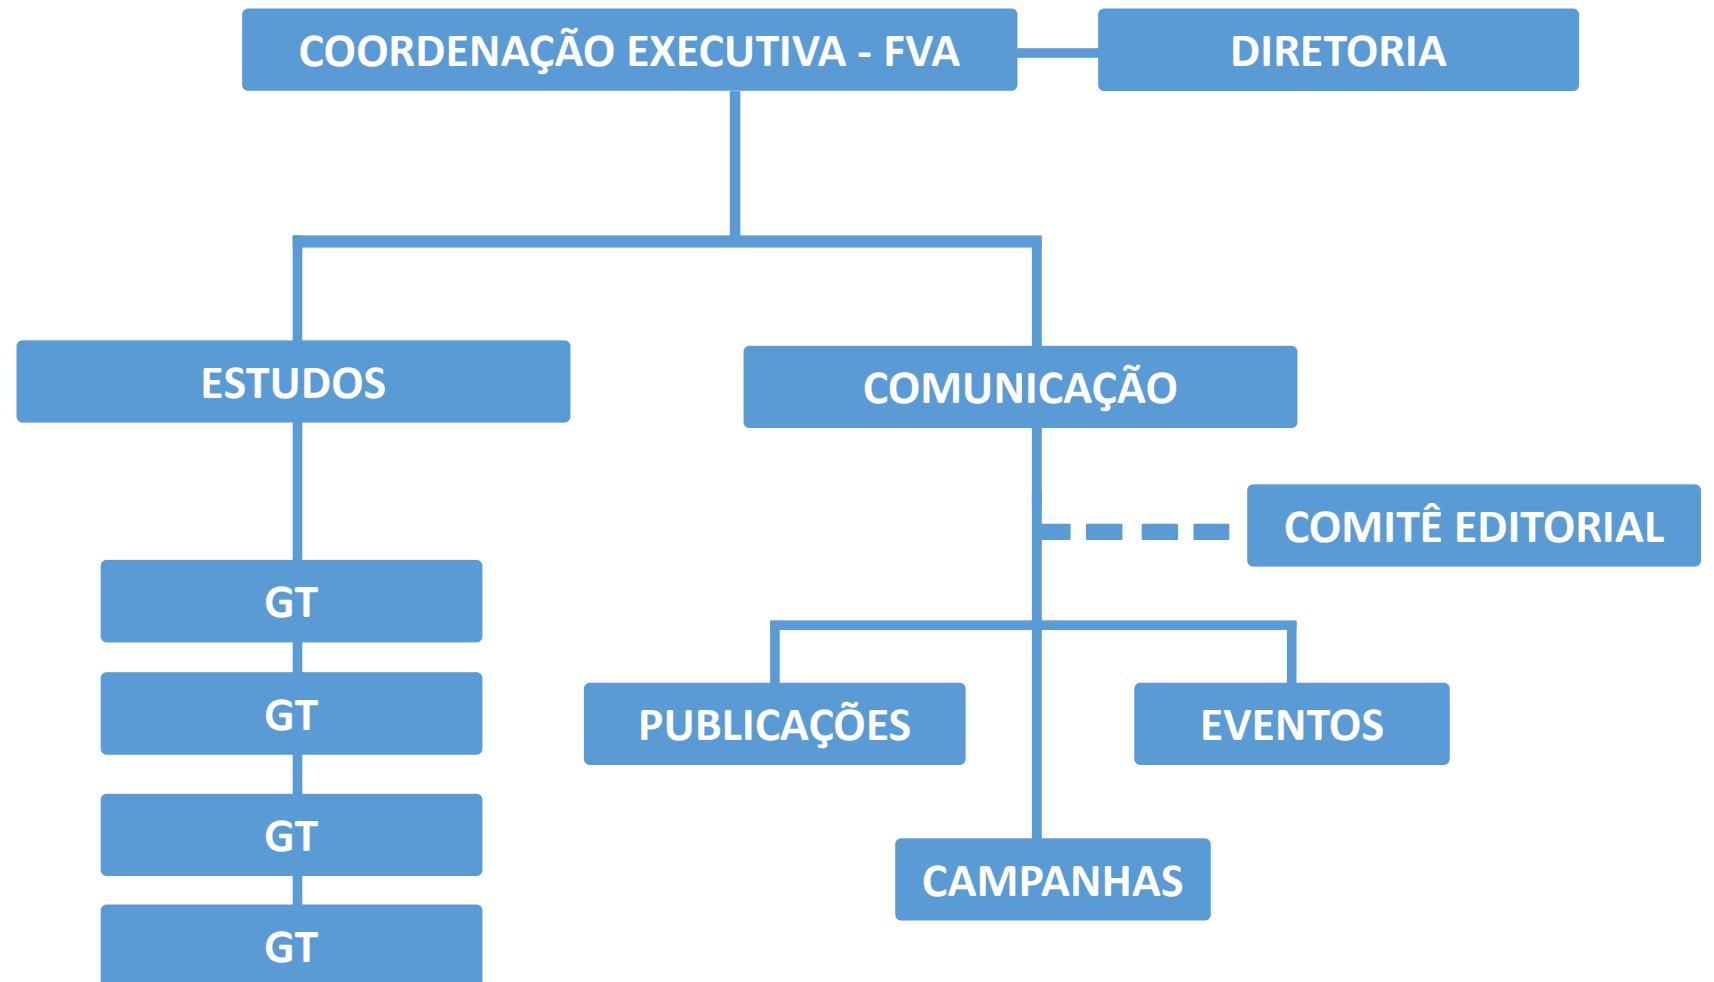 COORDENAÇÃO EXECUTIVA - FVA
DIRETORIA
ESTUDOS
COMUNICAÇÃO
COMITÊ EDITORIAL
GT
GT
GT
GT
PUBLICAÇÕES
EVENTOS
CAMPANHAS